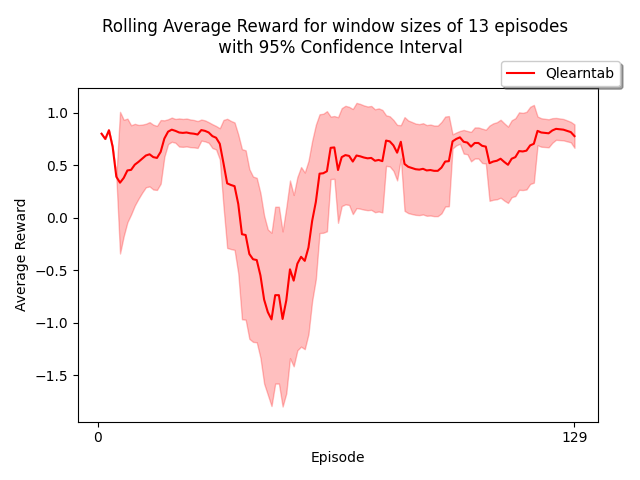 Rolling Average Reward for window sizes of 13 episodes
with 95% Confidence Interval
Qlearntab
1.0
0.5
0.0
−0.5
−1.0
−1.5
Average Reward
0
129
Episode